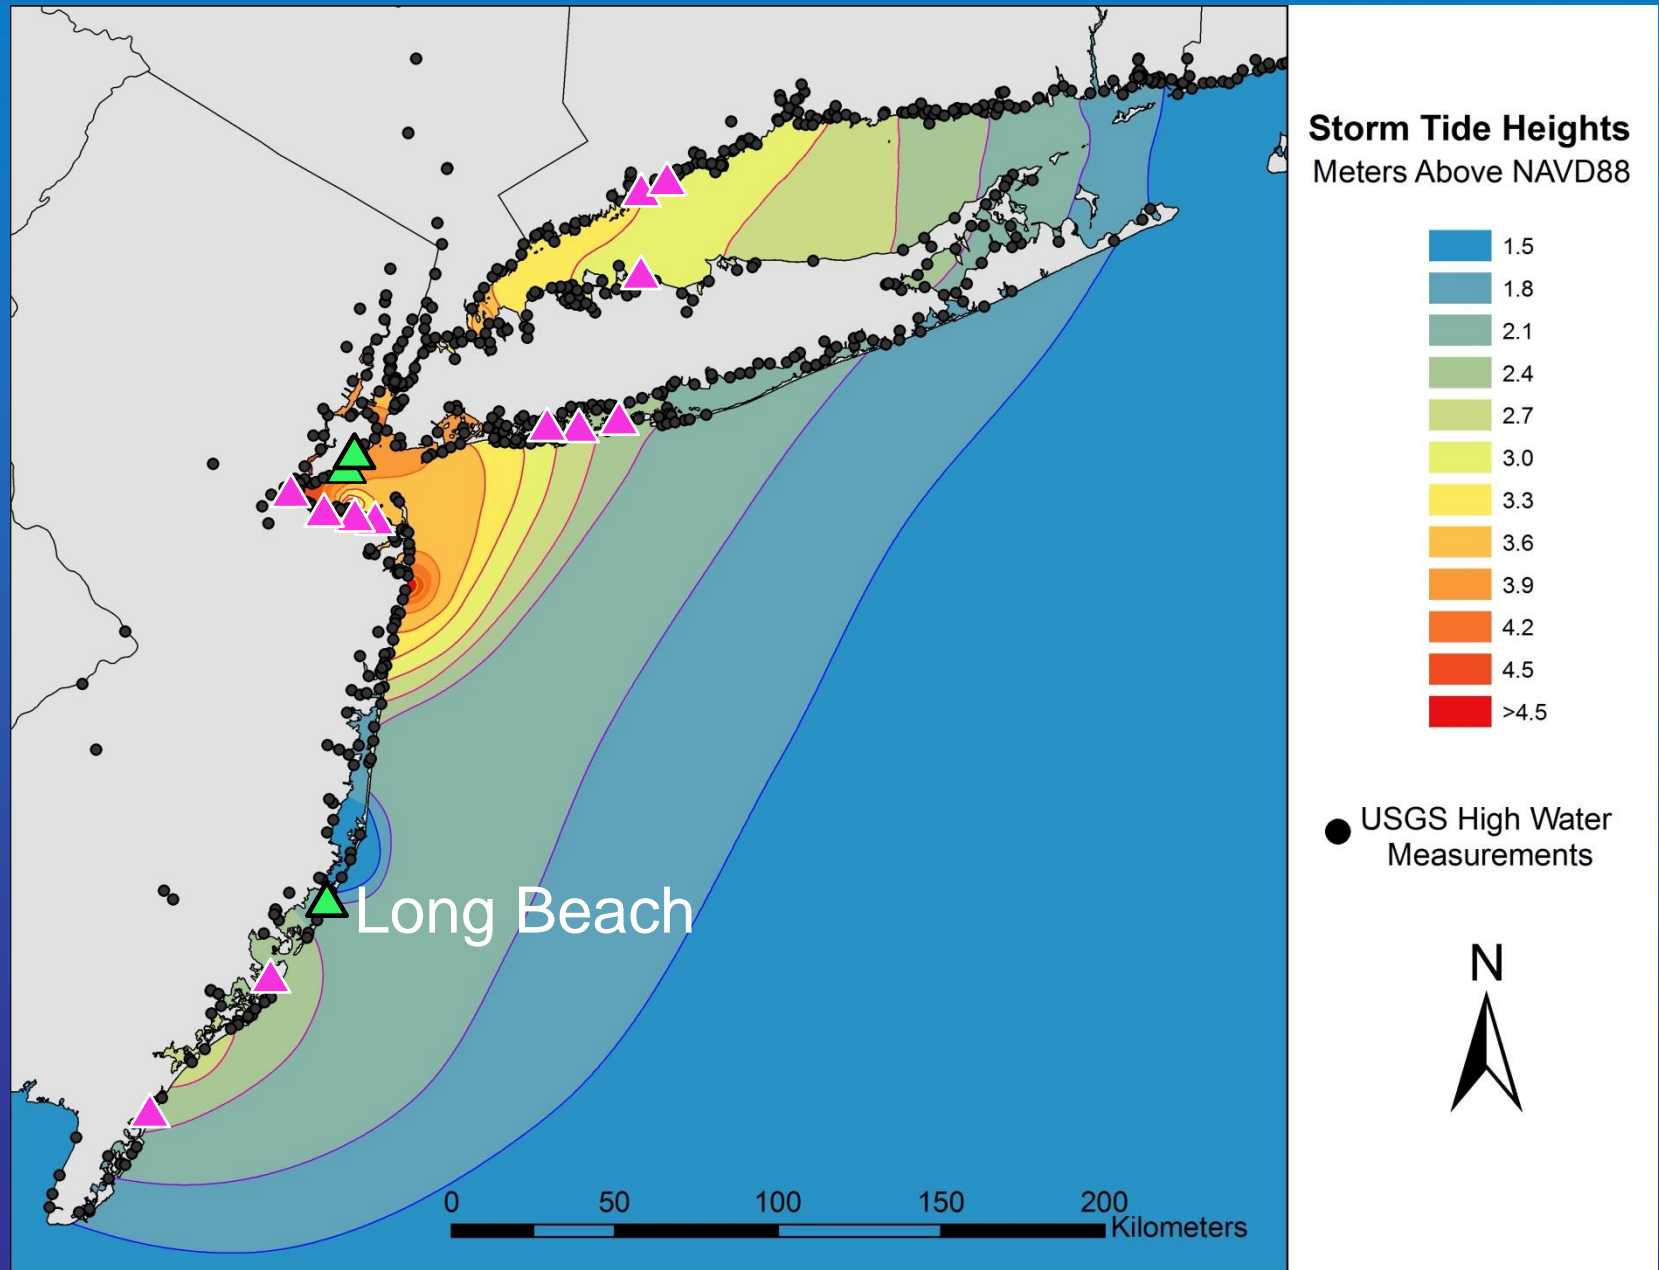 Storm Tide Heights
Meters Above NAVD88
1.5
1.8
2.1
2.4
2.7
3.0
3.3
3.6
3.9
4.2
4.5
>4.5
USGS High Water
Measurements
N
Long Beach
0 50 100 150 200
Kilometers